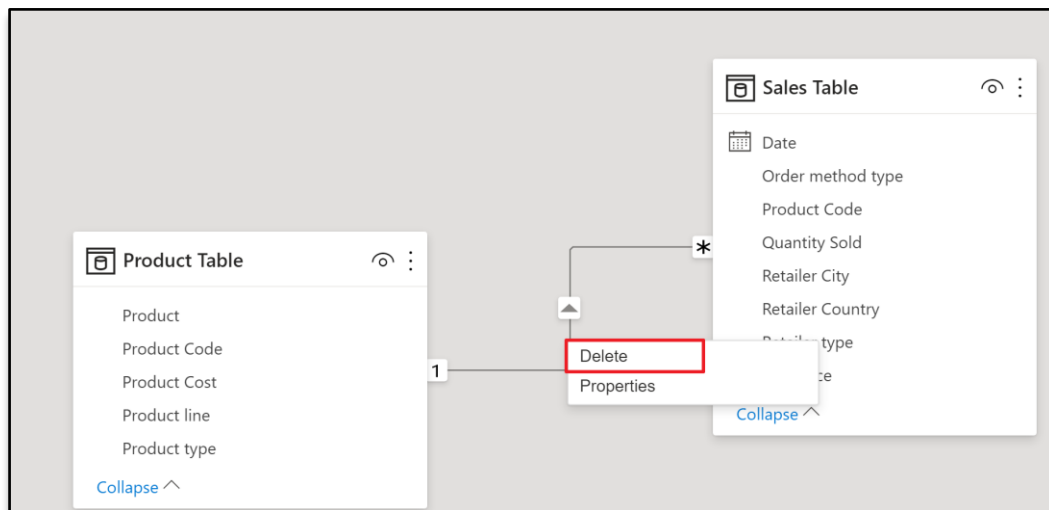 Product Table
Product
Product Code
Product Cost
Product line
Product type
Collapse
1
*
Delete
Properties
Sales Table
Date
Order method type
Product Code
Quantity Sold
Retailer City
Retailer Country
type
Collapse